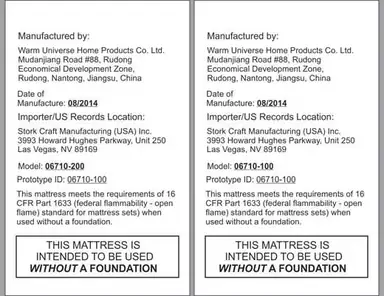 Manufactured by:
Warm Universe Home Products Co. Ltd.
Mudanjiang Road #88, Rudong
Economical Development Zone,
Rudong, Nantong, Jiangsu, China
Date of
Manufacture: 08/2014
Importer/US Records Location:
Stork Craft Manufacturing (USA) Inc.
3993 Howard Hughes Parkway, Unit 250
Las Vegas, NV 89169
Model: 06710-200
Prototype ID: 06710-100
This mattress meets the requirements of 16
CFR Part 1633 (federal flammability - open
flame) standard for mattress sets) when
used without a foundation.
THIS MATTRESS IS
INTENDED TO BE USED
WITHOUT A FOUNDATION
Manufactured by:
Warm Universe Home Products Co. Ltd.
Mudanjiang Road #88, Rudong
Economical Development Zone,
Rudong, Nantong, Jiangsu, China
Date of
Manufacture: 08/2014
Importer/US Records Location:
Stork Craft Manufacturing (USA) Inc.
3993 Howard Hughes Parkway, Unit 250
Las Vegas, NV 89169
Model: 06710-100
Prototype ID: 06710-100
This mattress meets the requirements of 16
CFR Part 1633 (federal flammability - open
flame) standard for mattress sets) when
used without a foundation.
THIS MATTRESS IS
INTENDED TO BE USED
WITHOUT A FOUNDATION